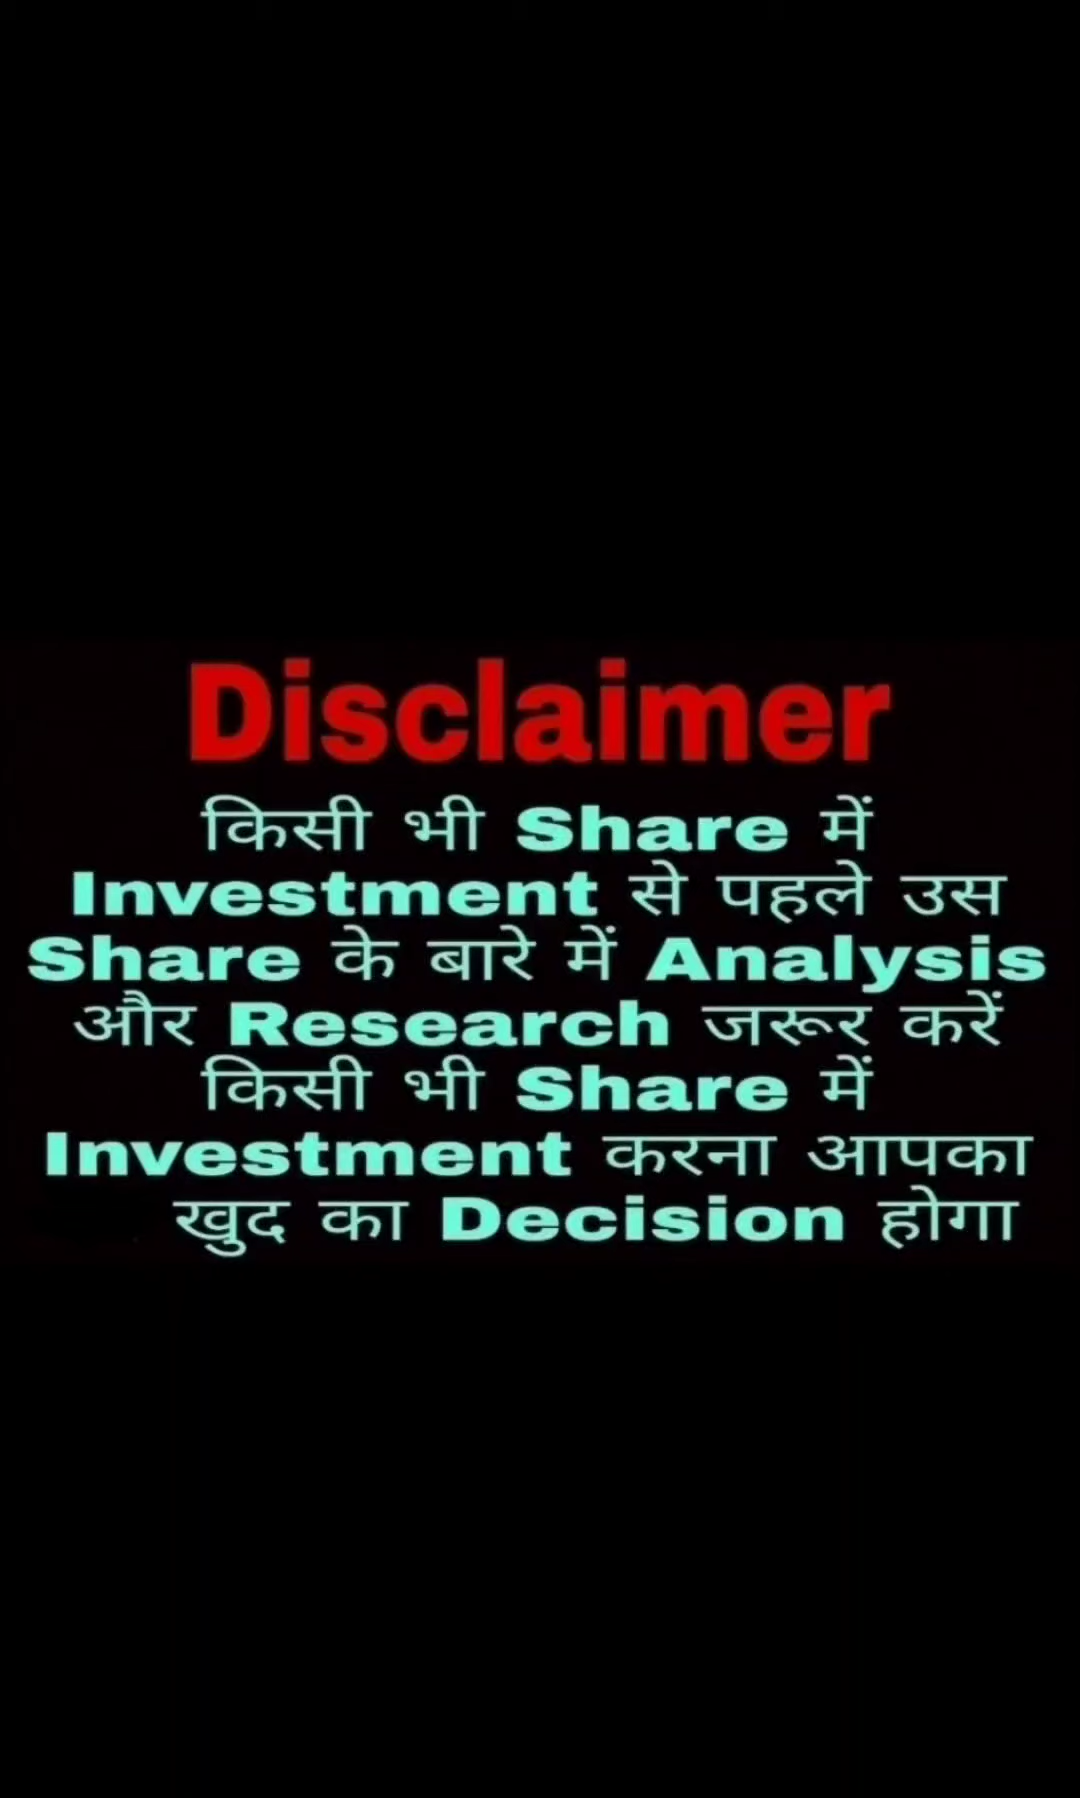 Disclaimer
किसी भी Share में
Investment से पहले उस
Share के बारे में Analysis
और Research जरूर करें
किसी भी Share में
Investment करना आपका
खुद का Decision होगा